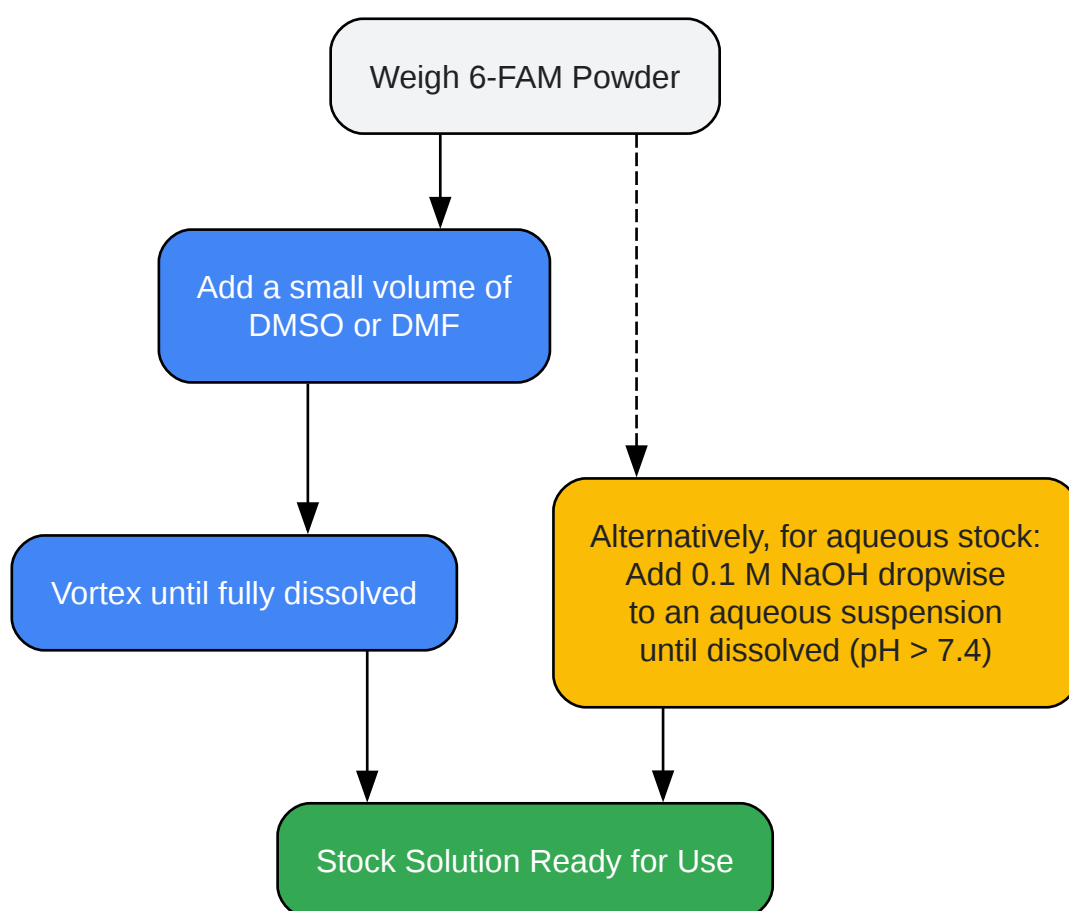 Weigh 6-FAM Powder
Add a small volume of
DMSO or DMF
Vortex until fully dissolved
Alternatively, for aqueous stock:
Add 0.1 M NaOH dropwise
to an aqueous suspension
until dissolved (pH > 7.4)
Stock Solution Ready for Use